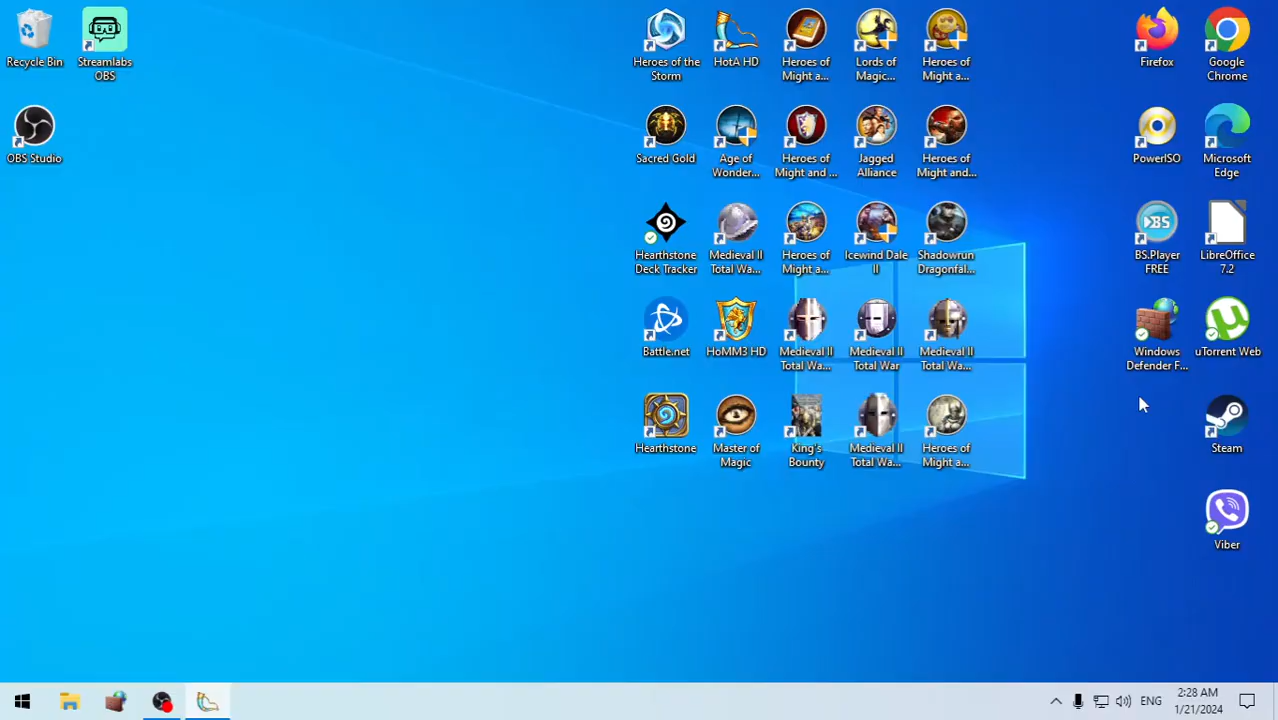 Recycle Bin
Streamlabs
OBS
OBS Studio
Heroes of the
Storm
HotA HD
Heroes of
Might a...
Lords of
Magic...
Heroes of
Might a...
Sacred Gold
Age of
Wonder...
Heroes of
Might and ...
Jagged
Alliance
Heroes of
Might and...
Hearthstone
Deck Tracker
Medieval II
Total Wa...
Heroes of
Might a...
Icewind Dale
II
Shadowrun
Dragonfal...
Battle.net
HoMM3 HD
Medieval II
Total Wa...
Medieval II
Total War
Medieval II
Total Wa...
Hearthstone
Master of
Magic
King's
Bounty
Medieval II
Total Wa...
Heroes of
Might a...
Firefox
Google
Chrome
PowerISO
Microsoft
Edge
BS
BS.Player
FREE
LibreOffice
7.2
Windows
Defender F...
uTorrent Web
Steam
Viber
ENG
2:28 AM
1/21/2024